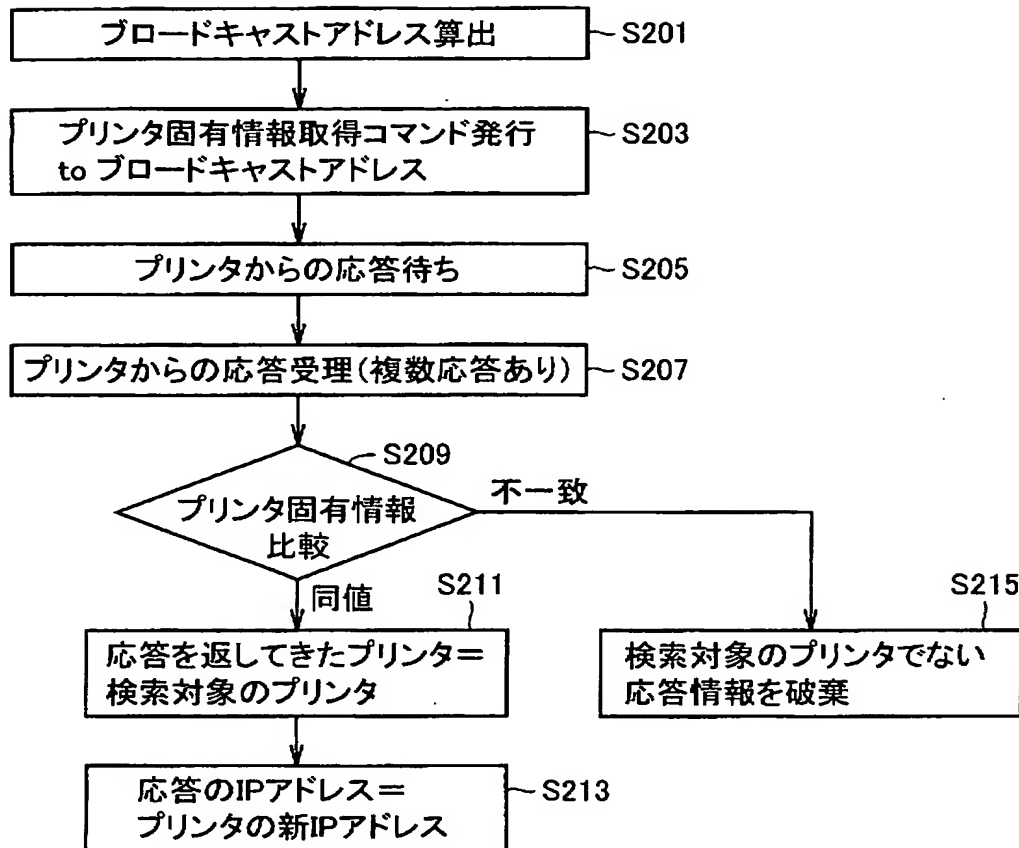 ブロードキャストアドレス算出
S201
プリンタ固有情報取得コマンド発行
to ブロードキャストアドレス
S203
プリンタからの応答待ち
S205
プリンタからの応答受理(複数応答あり)
S207
S209
プリンタ固有情報
比較
不一致
同値
S211
応答を返してきたプリンタ=
検索対象のプリンタ
S215
検索対象のプリンタでない
応答情報を破棄
応答のIPアドレス=
プリンタの新IPアドレス
S213